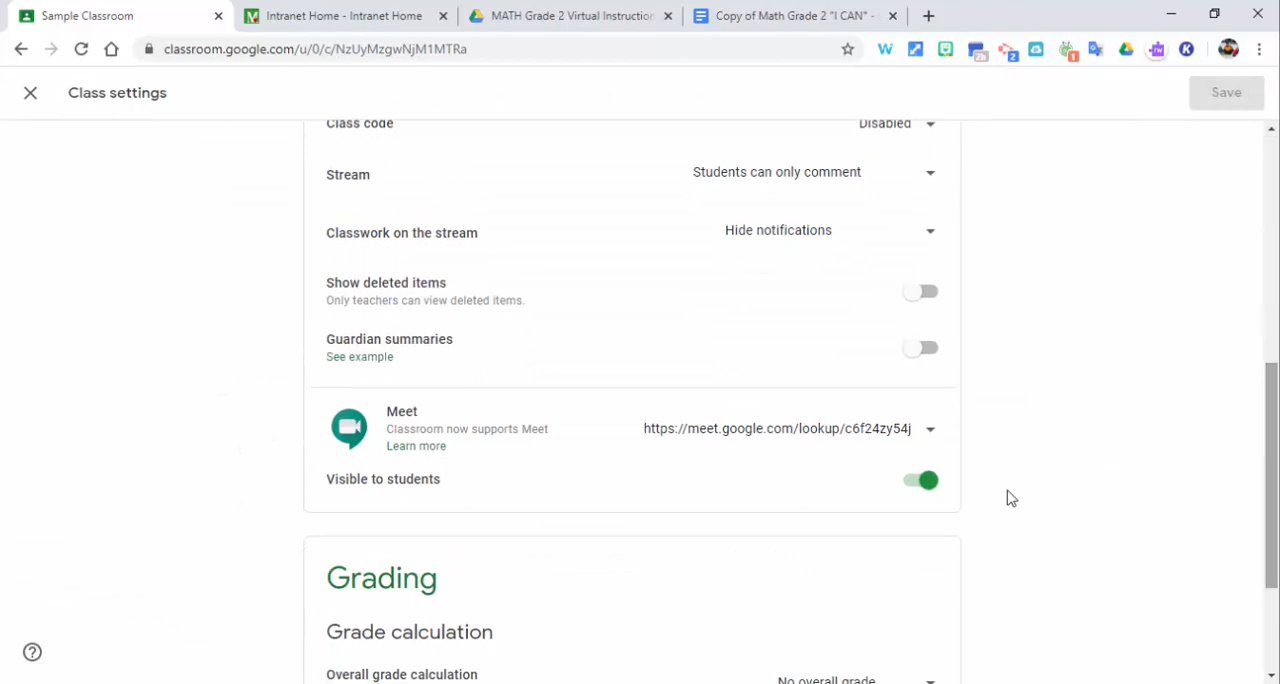 Sample Classroom
Intranet Home - Intranet Home
MATH Grade 2 Virtual Instruction
Copy of Math Grade 2 "I CAN" -
classroom.google.com/u/0/c/NzUyMzgwNjM1MTRa
Class settings
Save
Class code
Disabled
Stream
Students can only comment
Classwork on the stream
Hide notifications
Show deleted items
Only teachers can view deleted items.
Guardian summaries
See example
Meet
Classroom now supports Meet
https://meet.google.com/lookup/c6f24zy54j
Learn more
Visible to students
Grading
Grade calculation
Overall grade calculation
No overall grade